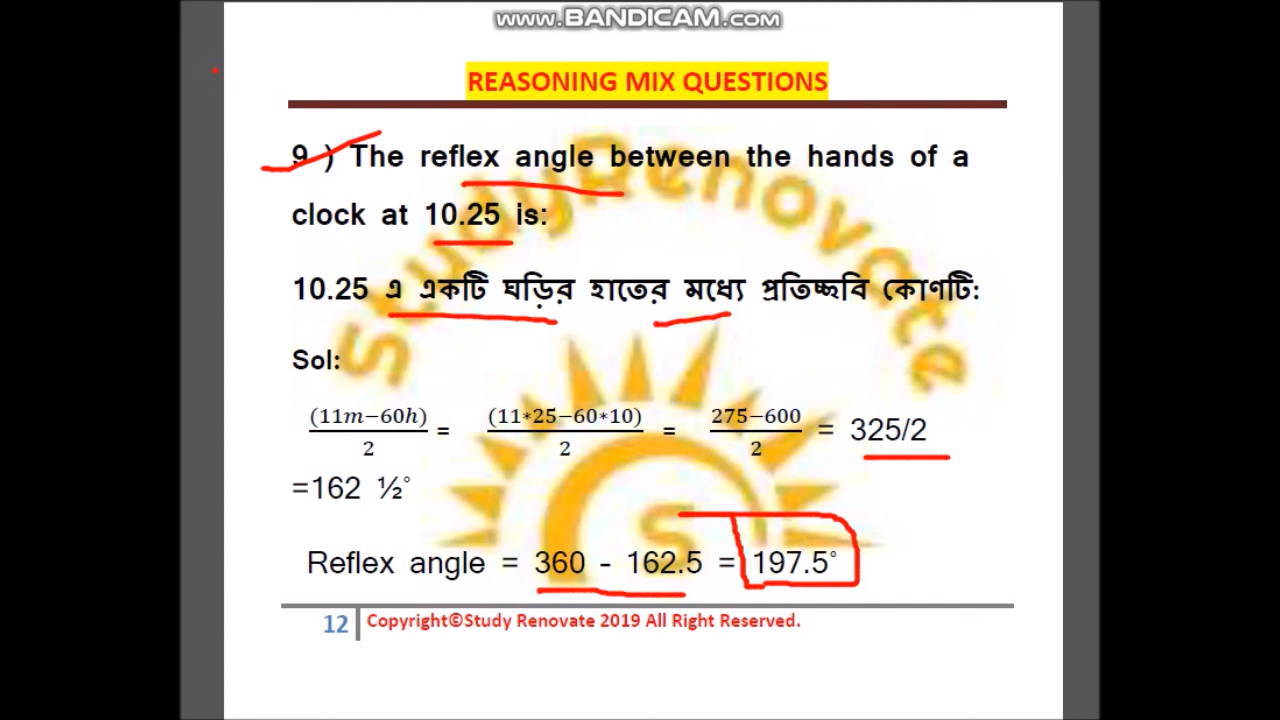 www.BANDICAM.com
REASONING MIX QUESTIONS
9 ) The reflex angle between the hands of a
clock at 10.25 is:
10.25 এ একটি ঘড়ির হাতের মধ্যে প্রতিচ্ছবি কোণটি:
Sol:
(11m−60h)/2 = (11*25−60*10)/2 = 275−600/2 = 325/2
=162 ½°
Reflex angle = 360 - 162.5 = 197.5°
12 Copyright©Study Renovate 2019 All Right Reserved.
StudyRenovate
S